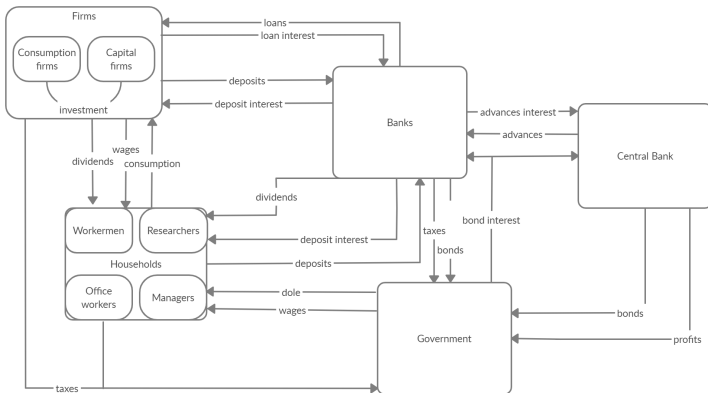 Firms
loans
loan interest
Consumption
firms
Capital
firms
deposits
investment
deposit interest
advances interest
Banks
advances
wages
dividends
consumption
Central Bank
dividends
bond interest
Workermen
Researchers
taxes
deposit interest
bonds
Households
deposits
Office
workers
Managers
dole
wages
bonds
Government
profits
taxes